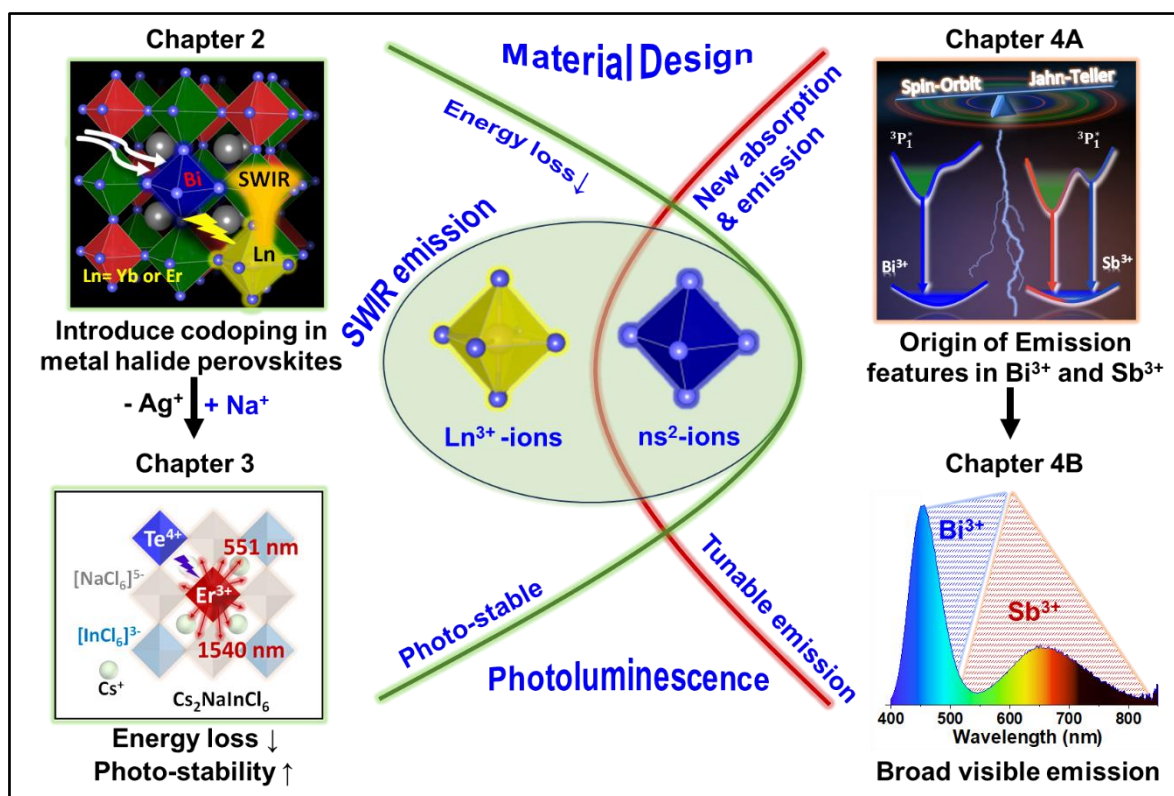 Chapter 2
Bi
SWIR
Ln
Ln= Yb or Er
Introduce codoping in
metal halide perovskites
- Ag⁺ + Na⁺
Chapter 3
Te⁴⁺
551 nm
[NaCl₆]⁵⁻
Er³⁺
[InCl₆]³⁻
1540 nm
Cs⁺
Cs₂NaInCl₆
Energy loss ↓
Photo-stability ↑
Material Design
Energy loss↓
New absorption
& emission
SWIR emission
Ln³⁺ -ions
ns²-ions
Photo-stable
Tunable emission
Photoluminescence
Chapter 4A
Spin-Orbit
Jahn-Teller
³P₁*
³P₁*
Bi³⁺
Sb³⁺
Origin of Emission
features in Bi³⁺ and Sb³⁺
Chapter 4B
Bi³⁺
Sb³⁺
400 500 600 700 800
Wavelength (nm)
Broad visible emission